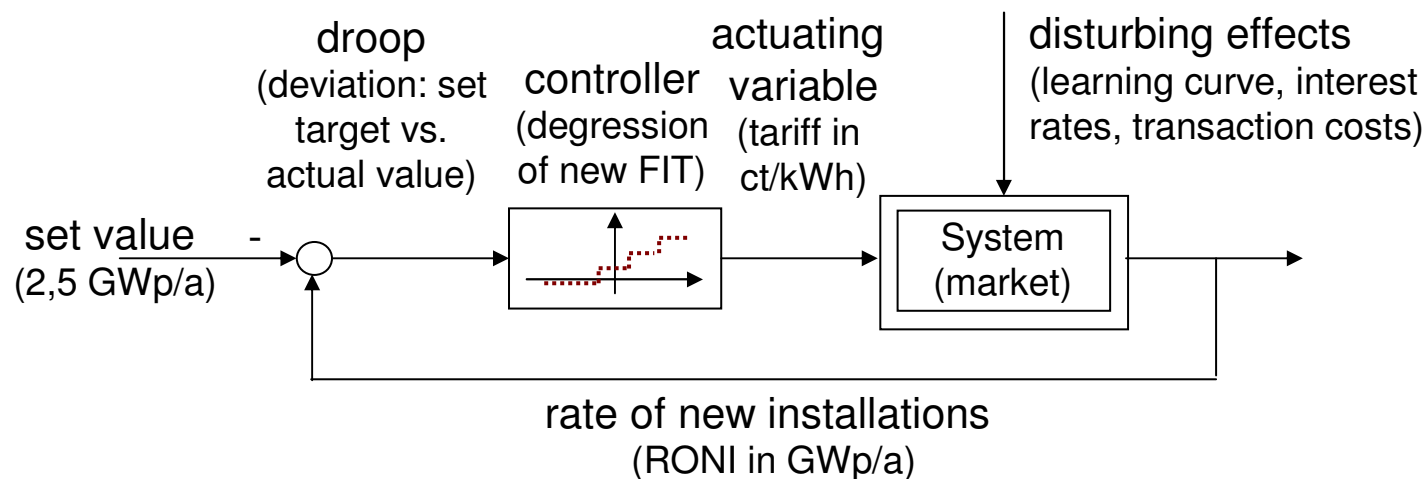 droop
(deviation: set
target vs.
actual value)
controller
(degression
of new FIT)
actuating
variable
(tariff in
ct/kWh)
disturbing effects
(learning curve, interest
rates, transaction costs)
set value
-
(2,5 GWp/a)
System
(market)
rate of new installations
(RONI in GWp/a)